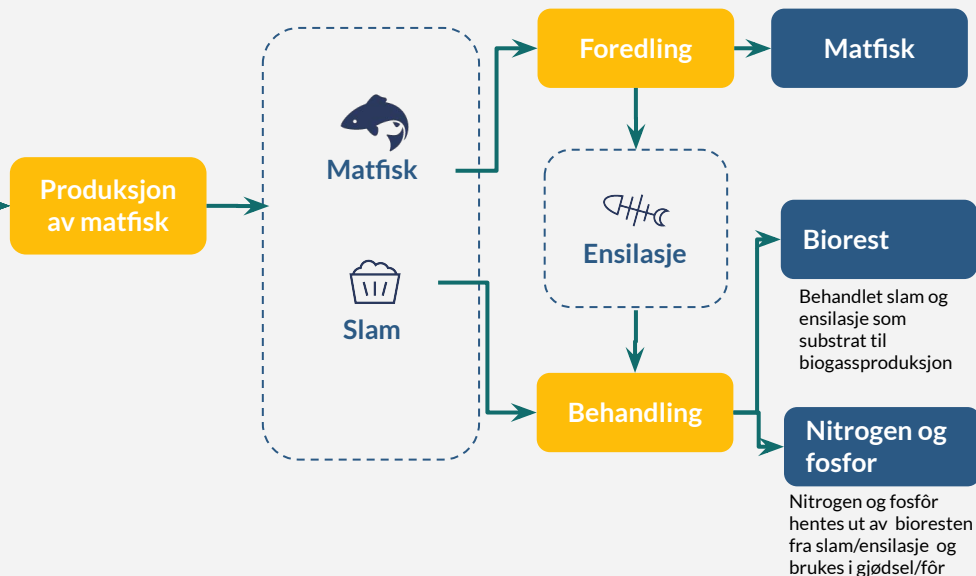 Produksjon
av matfisk
Matfisk
Slam
Foredling
Matfisk
Ensilasje
Behandling
Biorest
Behandlet slam og
ensilasje som
substrat til
biogassproduksjon
Nitrogen og
fosfor
Nitrogen og fosfôr
hentes ut av bioresten
fra slam/ensilasje og
brukes i gjødsel/fôr